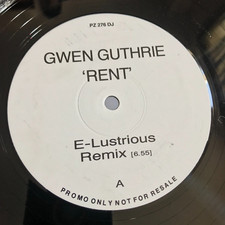 PZ 276 DJ
GWEN GUTHRIE
'RENT'
E-Lustrious
Remix [6.55]
A
PROMO ONLY NOT FOR RESALE